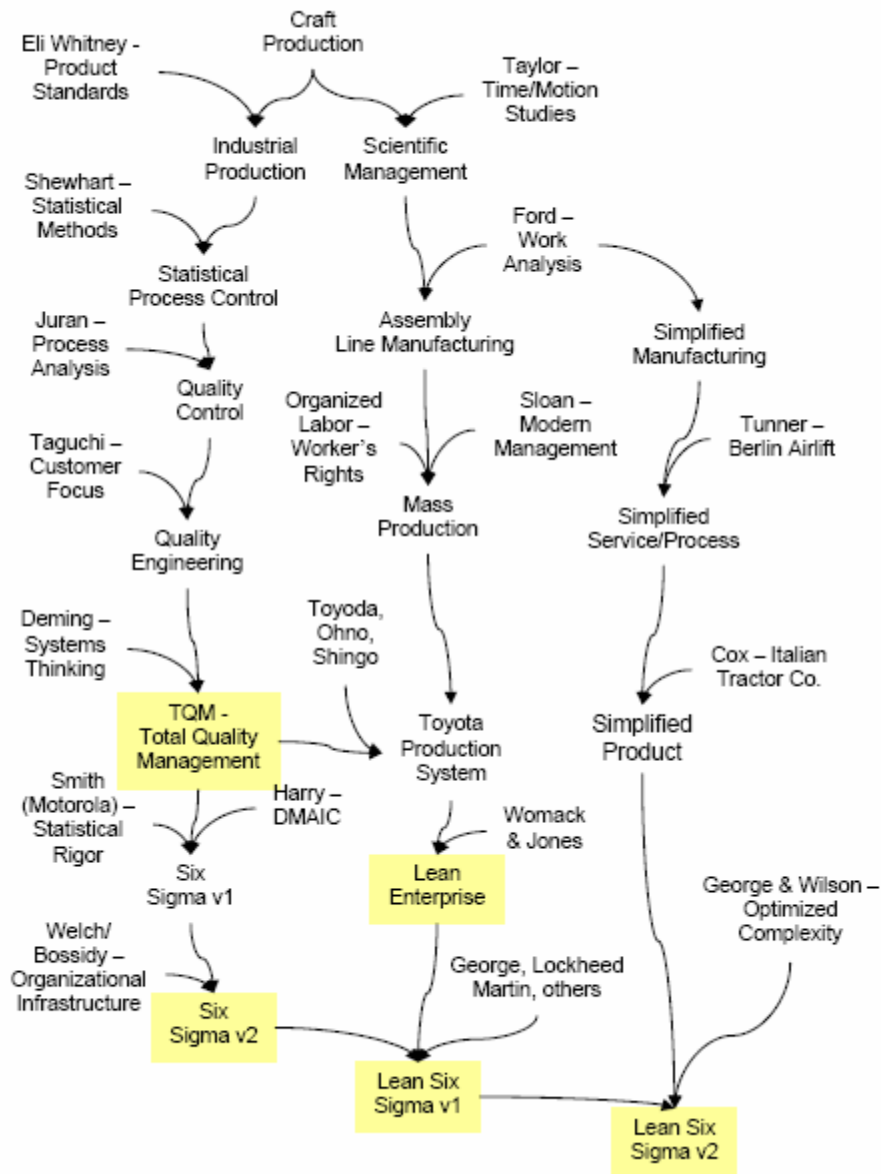 Craft
Production
Eli Whitney -
Product
Standards
Taylor –
Time/Motion
Studies
Industrial
Production
Scientific
Management
Shewhart –
Statistical
Methods
Ford –
Work
Analysis
Statistical
Process Control
Juran –
Process
Analysis
Assembly
Line Manufacturing
Simplified
Manufacturing
Quality
Control
Organized
Labor –
Worker's
Rights
Sloan –
Modern
Management
Tunner –
Berlin Airlift
Taguchi –
Customer
Focus
Mass
Production
Simplified
Service/Process
Quality
Engineering
Deming –
Systems
Thinking
Toyoda,
Ohno,
Shingo
Cox – Italian
Tractor Co.
TQM -
Total Quality
Management
Toyota
Production
System
Simplified
Product
Smith
(Motorola) –
Statistical
Rigor
Harry –
DMAIC
Womack
& Jones
Six
Sigma v1
Lean
Enterprise
George & Wilson –
Optimized
Complexity
Welch/
Bossidy –
Organizational
Infrastructure
George, Lockheed
Martin, others
Six
Sigma v2
Lean Six
Sigma v1
Lean Six
Sigma v2